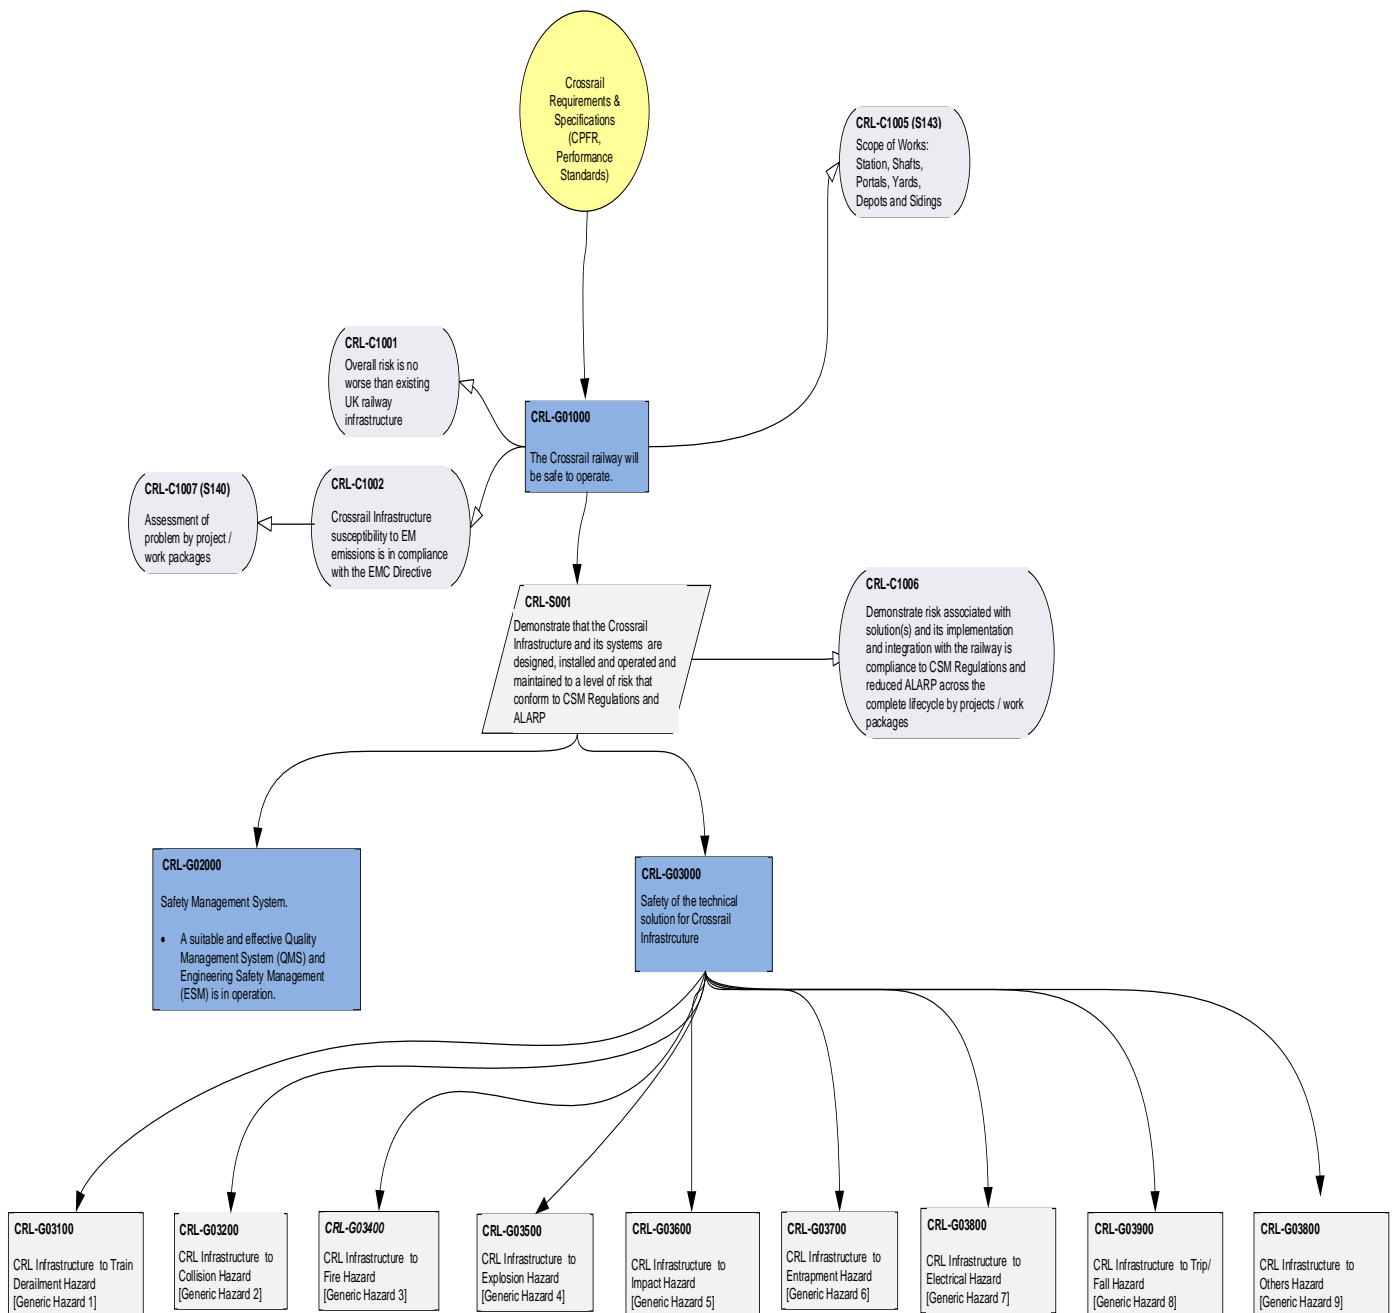 Crossrail
Requirements &
Specifications
(CPFR,
Performance
Standards)
CRL-C1005 (S143)
Scope of Works:
Station, Shafts,
Portals, Yards,
Depots and Sidings
CRL-C1001
Overall risk is no
worse than existing
UK railway
infrastructure
CRL-G01000
The Crossrail railway will
be safe to operate.
CRL-C1007 (S140)
Assessment of
problem by project /
work packages
CRL-C1002
Crossrail Infrastructure
susceptibility to EM
emissions is in compliance
with the EMC Directive
CRL-S001
Demonstrate that the Crossrail
Infrastructure and its systems are
designed, installed and operated and
maintained to a level of risk that
conform to CSM Regulations and
ALARP
CRL-C1006
Demonstrate risk associated with
solution(s) and its implementation
and integration with the railway is
compliance to CSM Regulations and
reduced ALARP across the
complete lifecycle by projects / work
packages
CRL-G02000
Safety Management System.
• A suitable and effective Quality
Management System (QMS) and
Engineering Safety Management
(ESM) is in operation.
CRL-G03000
Safety of the technical
solution for Crossrail
Infrastrcuture
CRL-G03100
CRL Infrastructure to Train
Derailment Hazard
[Generic Hazard 1]
CRL-G03200
CRL Infrastructure to
Collision Hazard
[Generic Hazard 2]
CRL-G03400
CRL Infrastructure to
Fire Hazard
[Generic Hazard 3]
CRL-G03500
CRL Infrastructure to
Explosion Hazard
[Generic Hazard 4]
CRL-G03600
CRL Infrastructure to
Impact Hazard
[Generic Hazard 5]
CRL-G03700
CRL Infrastructure to
Entrapment Hazard
[Generic Hazard 6]
CRL-G03800
CRL Infrastructure to
Electrical Hazard
[Generic Hazard 7]
CRL-G03900
CRL Infrastructure to Trip/
Fall Hazard
[Generic Hazard 8]
CRL-G03800
CRL Infrastructure to
Others Hazard
[Generic Hazard 9]